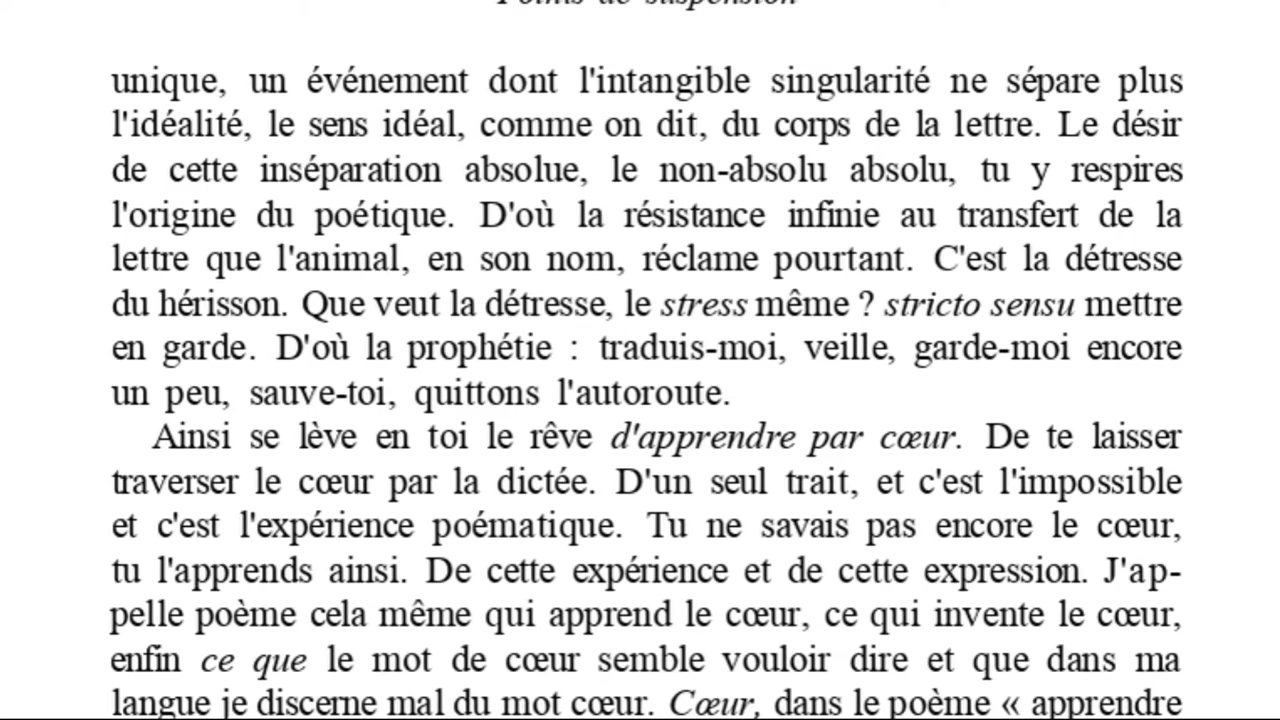 Points de suspension
unique, un événement dont l'intangible singularité ne sépare plus
l'idéalité, le sens idéal, comme on dit, du corps de la lettre. Le désir
de cette inséparation absolue, le non-absolu absolu, tu y respires
l'origine du poétique. D'où la résistance infinie au transfert de la
lettre que l'animal, en son nom, réclame pourtant. C'est la détresse
du hérisson. Que veut la détresse, le stress même ? stricto sensu mettre
en garde. D'où la prophétie : traduis-moi, veille, garde-moi encore
un peu, sauve-toi, quittons l'autoroute.
Ainsi se lève en toi le rêve d'apprendre par cœur. De te laisser
traverser le cœur par la dictée. D'un seul trait, et c'est l'impossible
et c'est l'expérience poématique. Tu ne savais pas encore le cœur,
tu l'apprends ainsi. De cette expérience et de cette expression. J'ap-
pelle poème cela même qui apprend le cœur, ce qui invente le cœur,
enfin ce que le mot de cœur semble vouloir dire et que dans ma
langue je discerne mal du mot cœur. Cœur, dans le poème « apprendre